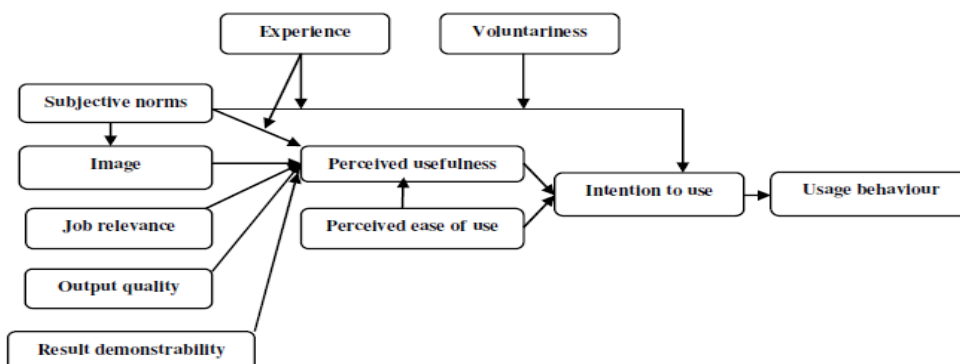 Experience
Voluntariness
Subjective norms
Image
Perceived usefulness
Intention to use
Usage behaviour
Job relevance
Perceived ease of use
Output quality
Result demonstrability